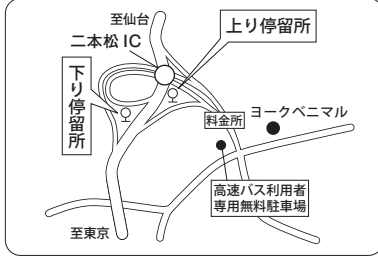 至仙台
二本松 IC
上り停留所
下り
停留所
料金所
ヨークベニマル
高速バス利用者
専用無料駐車場
至東京